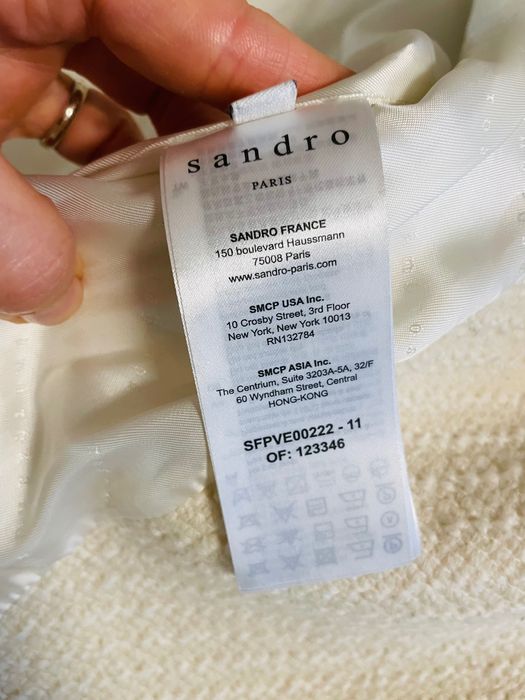 sandro
PARIS
SANDRO FRANCE
150 boulevard Haussmann
75008 Paris
www.sandro-paris.com
SMCP USA Inc.
10 Crosby Street, 3rd Floor
New York, New York 10013
RN132784
SMCP ASIA Inc.
The Centrium, Suite 3203A-5A, 32/F
60 Wyndham Street, Central
HONG-KONG
SFPVE00222 - 11
OF: 123346